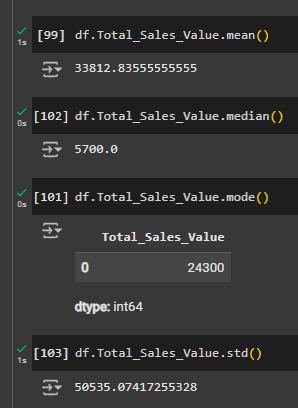 [99] df.Total_Sales_Value.mean()
1s
33812.83555555555
[102] df.Total_Sales_Value.median()
0s
5700.0
[101] df.Total_Sales_Value.mode()
0s
Total_Sales_Value
0 24300
dtype: int64
[103] df.Total_Sales_Value.std()
1s
50535.07417255328